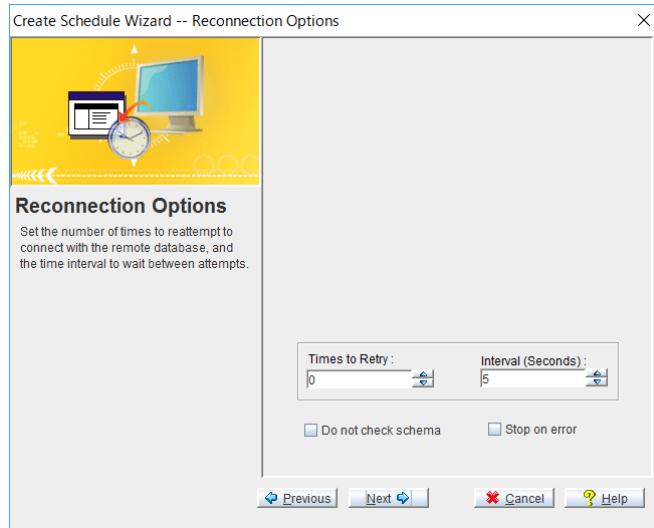 Create Schedule Wizard -- Reconnection Options
Reconnection Options
Set the number of times to reattempt to
connect with the remote database, and
the time interval to wait between attempts.
Times to Retry :
Interval (Seconds) :
0
5
Do not check schema
Stop on error
Previous
Next
Cancel
Help